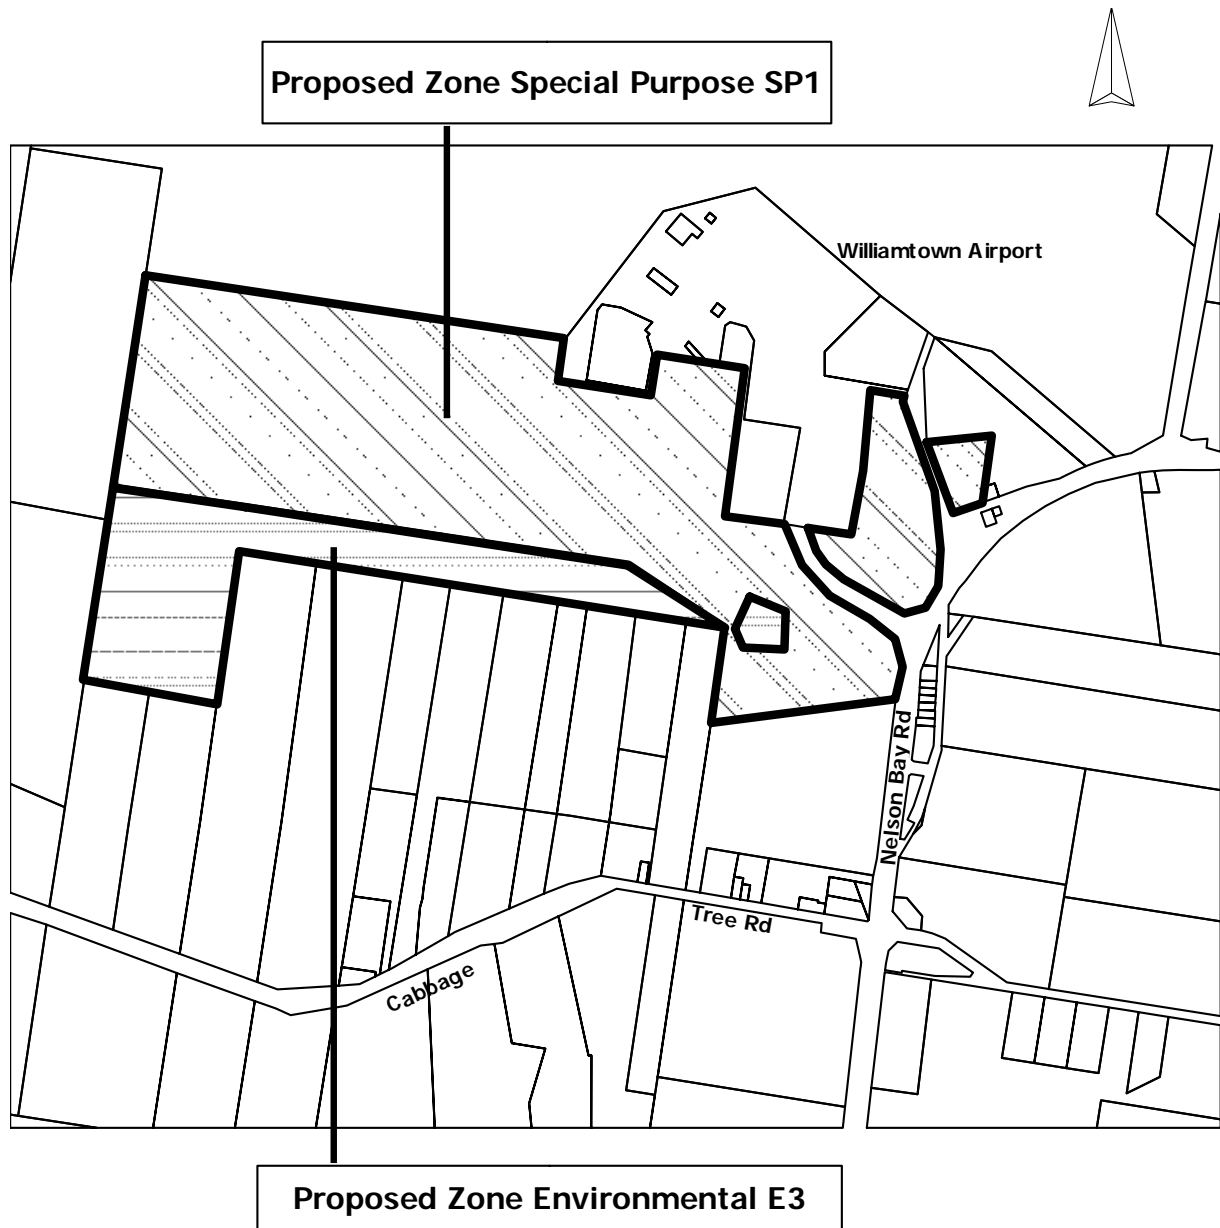 Proposed Zone Special Purpose SP1
Williamtown Airport
Nelson Bay Rd
Tree Rd
Cabbage
Proposed Zone Environmental E3